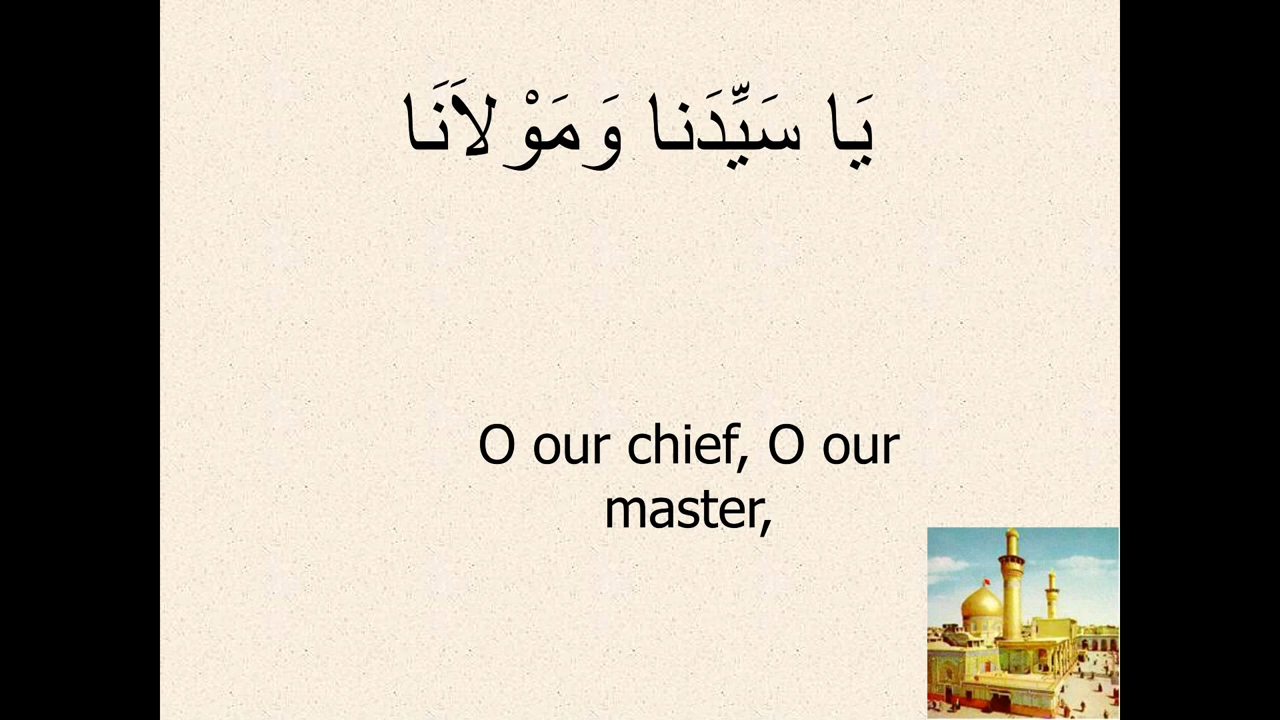 يَا سَيِّدَنا وَمَوْلاَنَا
O our chief, O our
master,